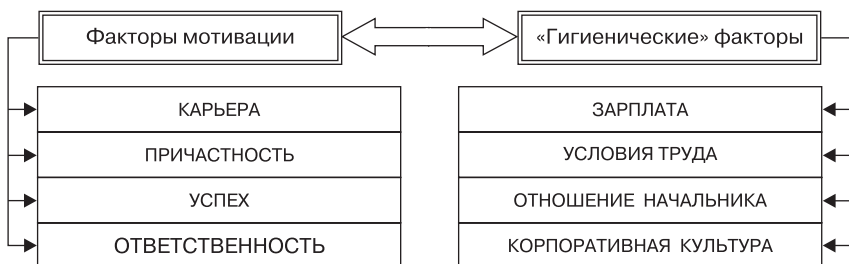 Факторы мотивации
«Гигиенические» факторы
КАРЬЕРА
ЗАРПЛАТА
ПРИЧАСТНОСТЬ
УСЛОВИЯ ТРУДА
УСПЕХ
ОТНОШЕНИЕ НАЧАЛЬНИКА
ОТВЕТСТВЕННОСТЬ
КОРПОРАТИВНАЯ КУЛЬТУРА